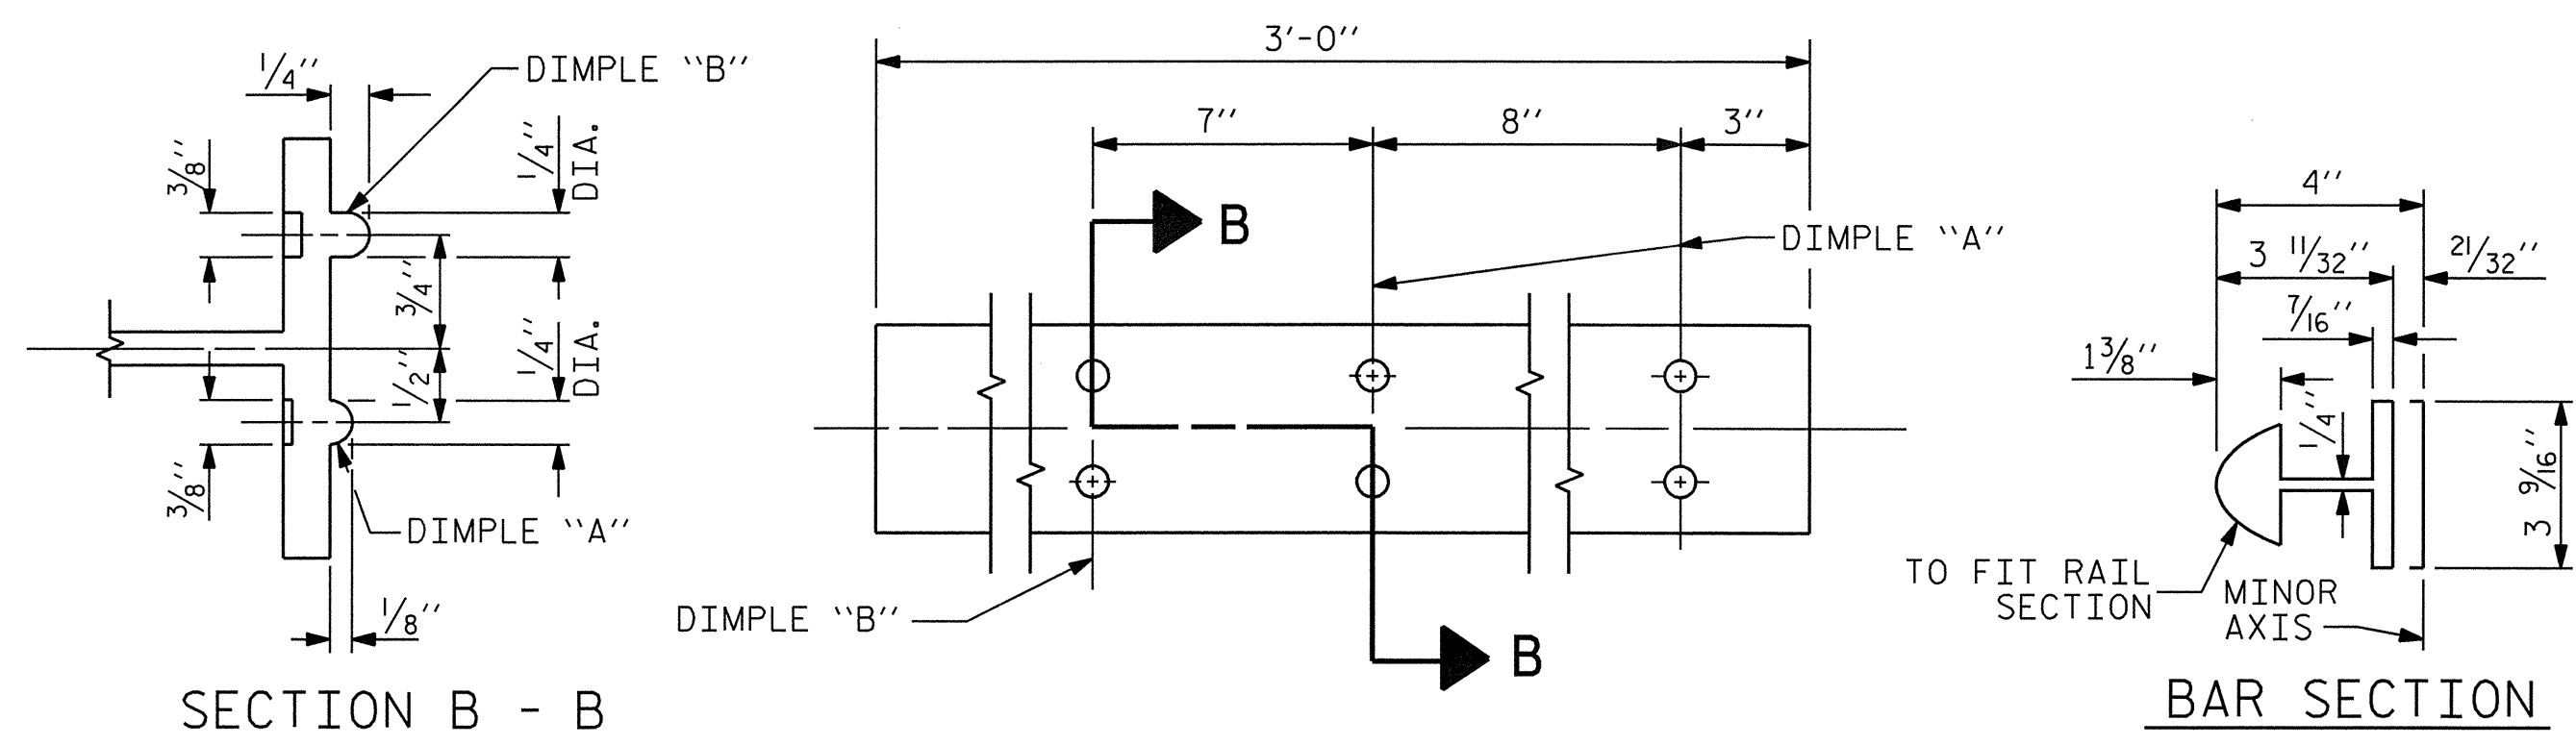 1/4"
DIMPLE "B"
3/8"
1/4" DIA.
3/4"
1/2"
1/4" DIA.
3/8"
DIMPLE "A"
1/8"
SECTION B - B
3'-0"
7"
8"
3"
B
DIMPLE "A"
DIMPLE "B"
B
4"
3 11/32"
21/32"
7/16"
1 3/8"
1/4"
3 9/16"
TO FIT RAIL
SECTION
MINOR
AXIS
BAR SECTION